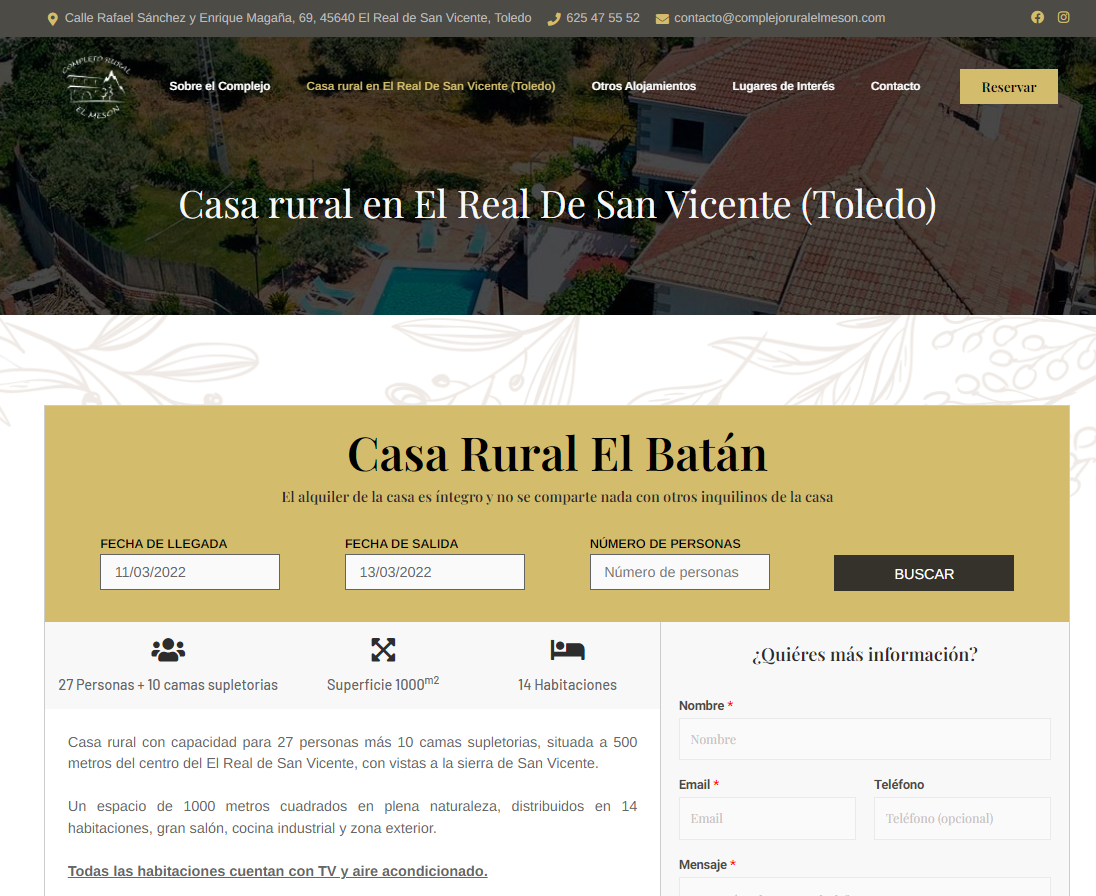 Calle Rafael Sánchez y Enrique Magaña, 69, 45640 El Real de San Vicente, Toledo 625 47 55 52 contacto@complejoruralelmeson.com
COMPLETO RURAL
EL MESON
Sobre el Complejo Casa rural en El Real De San Vicente (Toledo) Otros Alojamientos Lugares de Interés Contacto Reservar
Casa rural en El Real De San Vicente (Toledo)
Casa Rural El Batán
El alquiler de la casa es íntegro y no se comparte nada con otros inquilinos de la casa
FECHA DE LLEGADA FECHA DE SALIDA NÚMERO DE PERSONAS
11/03/2022 13/03/2022 Número de personas BUSCAR
27 Personas + 10 camas supletorias Superficie 1000m2 14 Habitaciones
Casa rural con capacidad para 27 personas más 10 camas supletorias, situada a 500
metros del centro del El Real de San Vicente, con vistas a la sierra de San Vicente.
Un espacio de 1000 metros cuadrados en plena naturaleza, distribuidos en 14
habitaciones, gran salón, cocina industrial y zona exterior.
Todas las habitaciones cuentan con TV y aire acondicionado.
¿Quiéres más información?
Nombre *
Nombre
Email * Teléfono
Email Teléfono (opcional)
Mensaje *